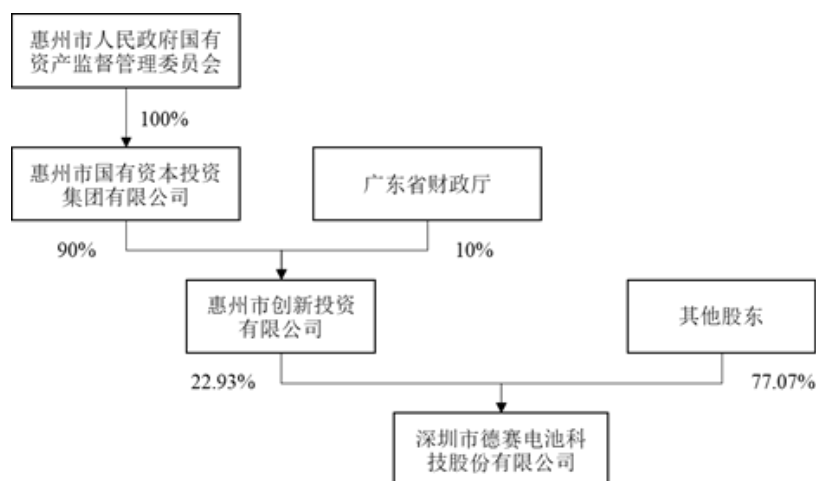 惠州市人民政府国有
资产监督管理委员会
100%
惠州市国有资本投资
集团有限公司
广东省财政厅
90%
10%
惠州市创新投资
有限公司
其他股东
22.93%
77.07%
深圳市德赛电池科
技股份有限公司